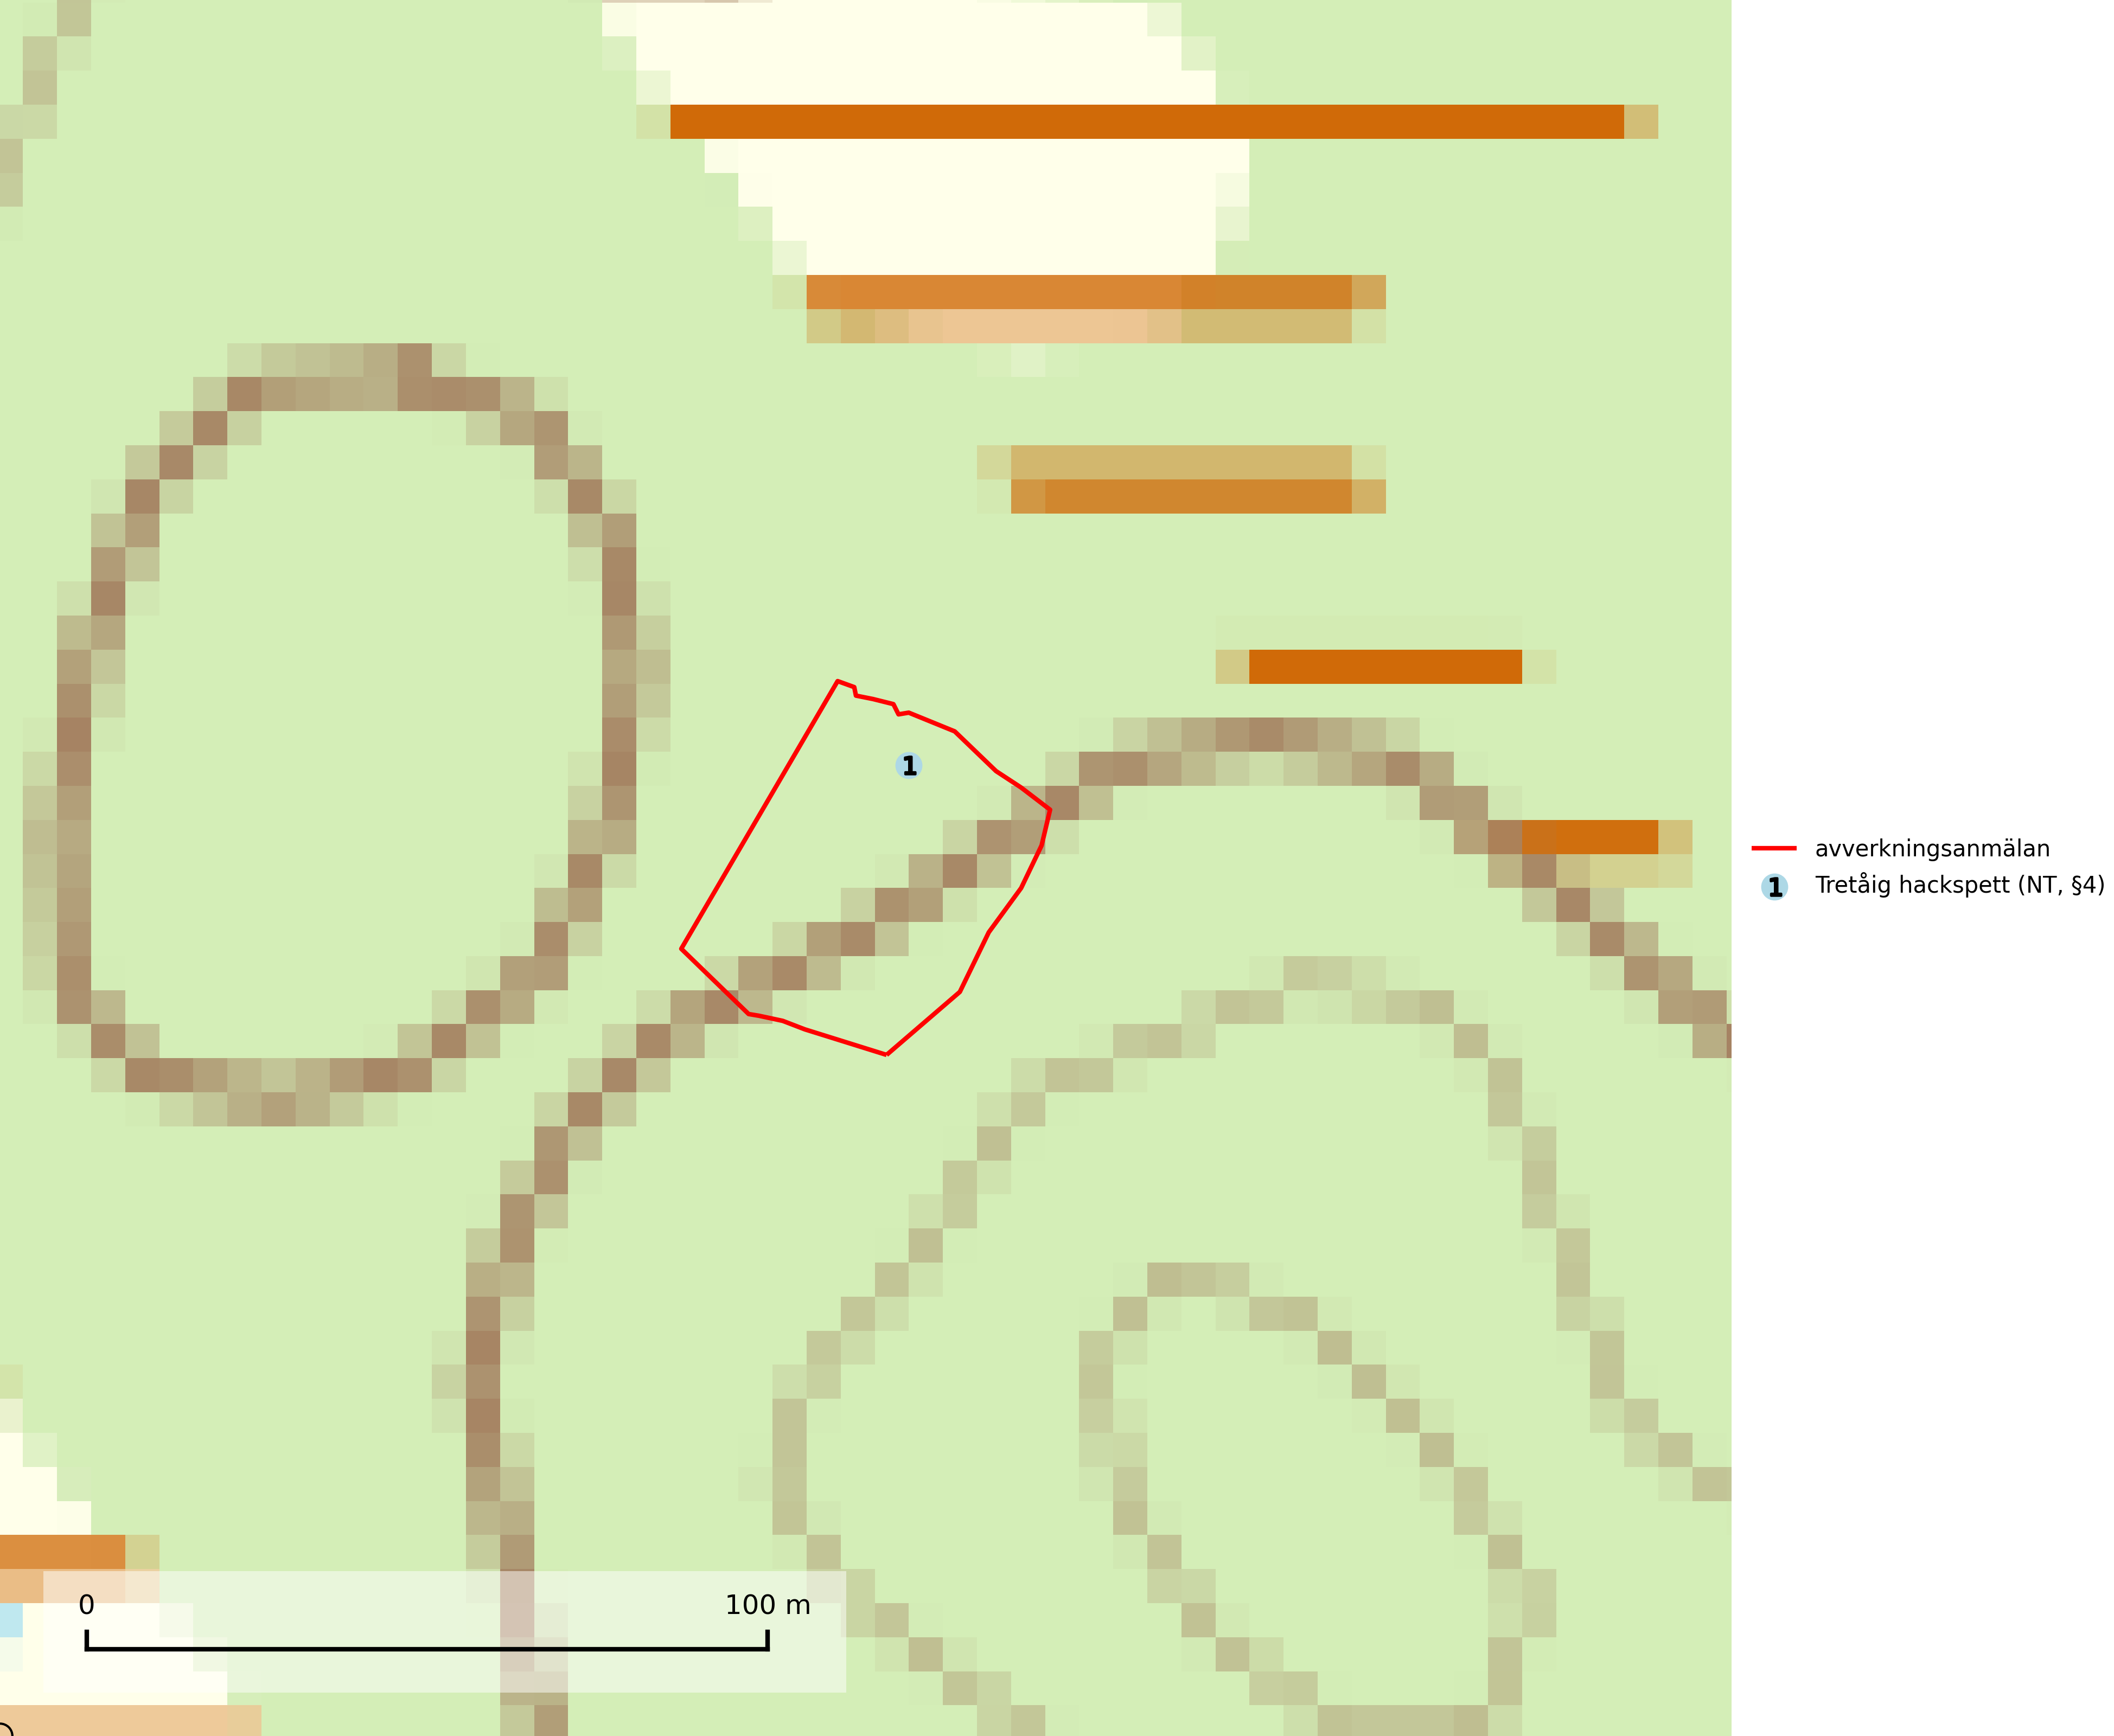 1
avverkningsanmälan
1 Tretåig hackspett (NT, §4)
0 100 m